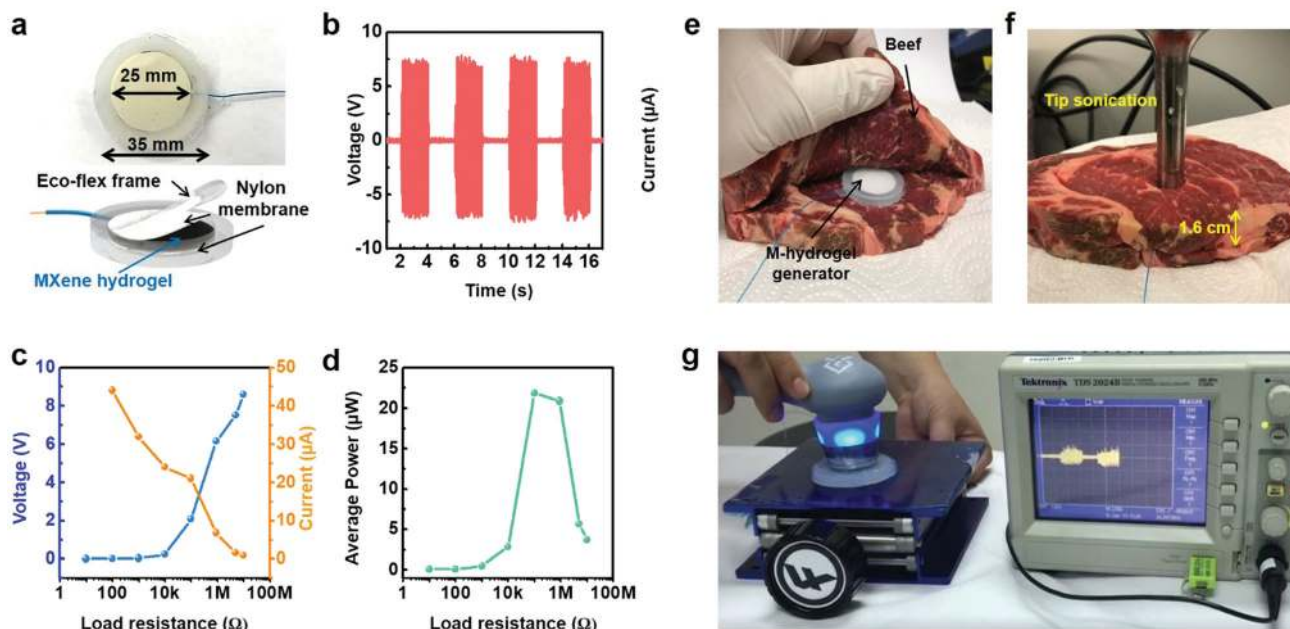 a
25 mm
35 mm
Eco-flex frame
Nylon
membrane
MXene hydrogel
b
10
5
0
-5
-10
Voltage (V)
2 4 6 8 10 12 14 16
Time (s)
Current (µA)
e
Beef
M-hydrogel
generator
f
Tip sonication
1.6 cm
c
10
8
6
4
2
0
Voltage (V)
50
40
30
20
10
0
Current (µA)
1 100 10k 1M 100M
Load resistance (Ω)
d
25
20
15
10
5
0
Average Power (µW)
1 100 10k 1M 100M
Load resistance (Ω)
g
Tektronix TDS 2024B